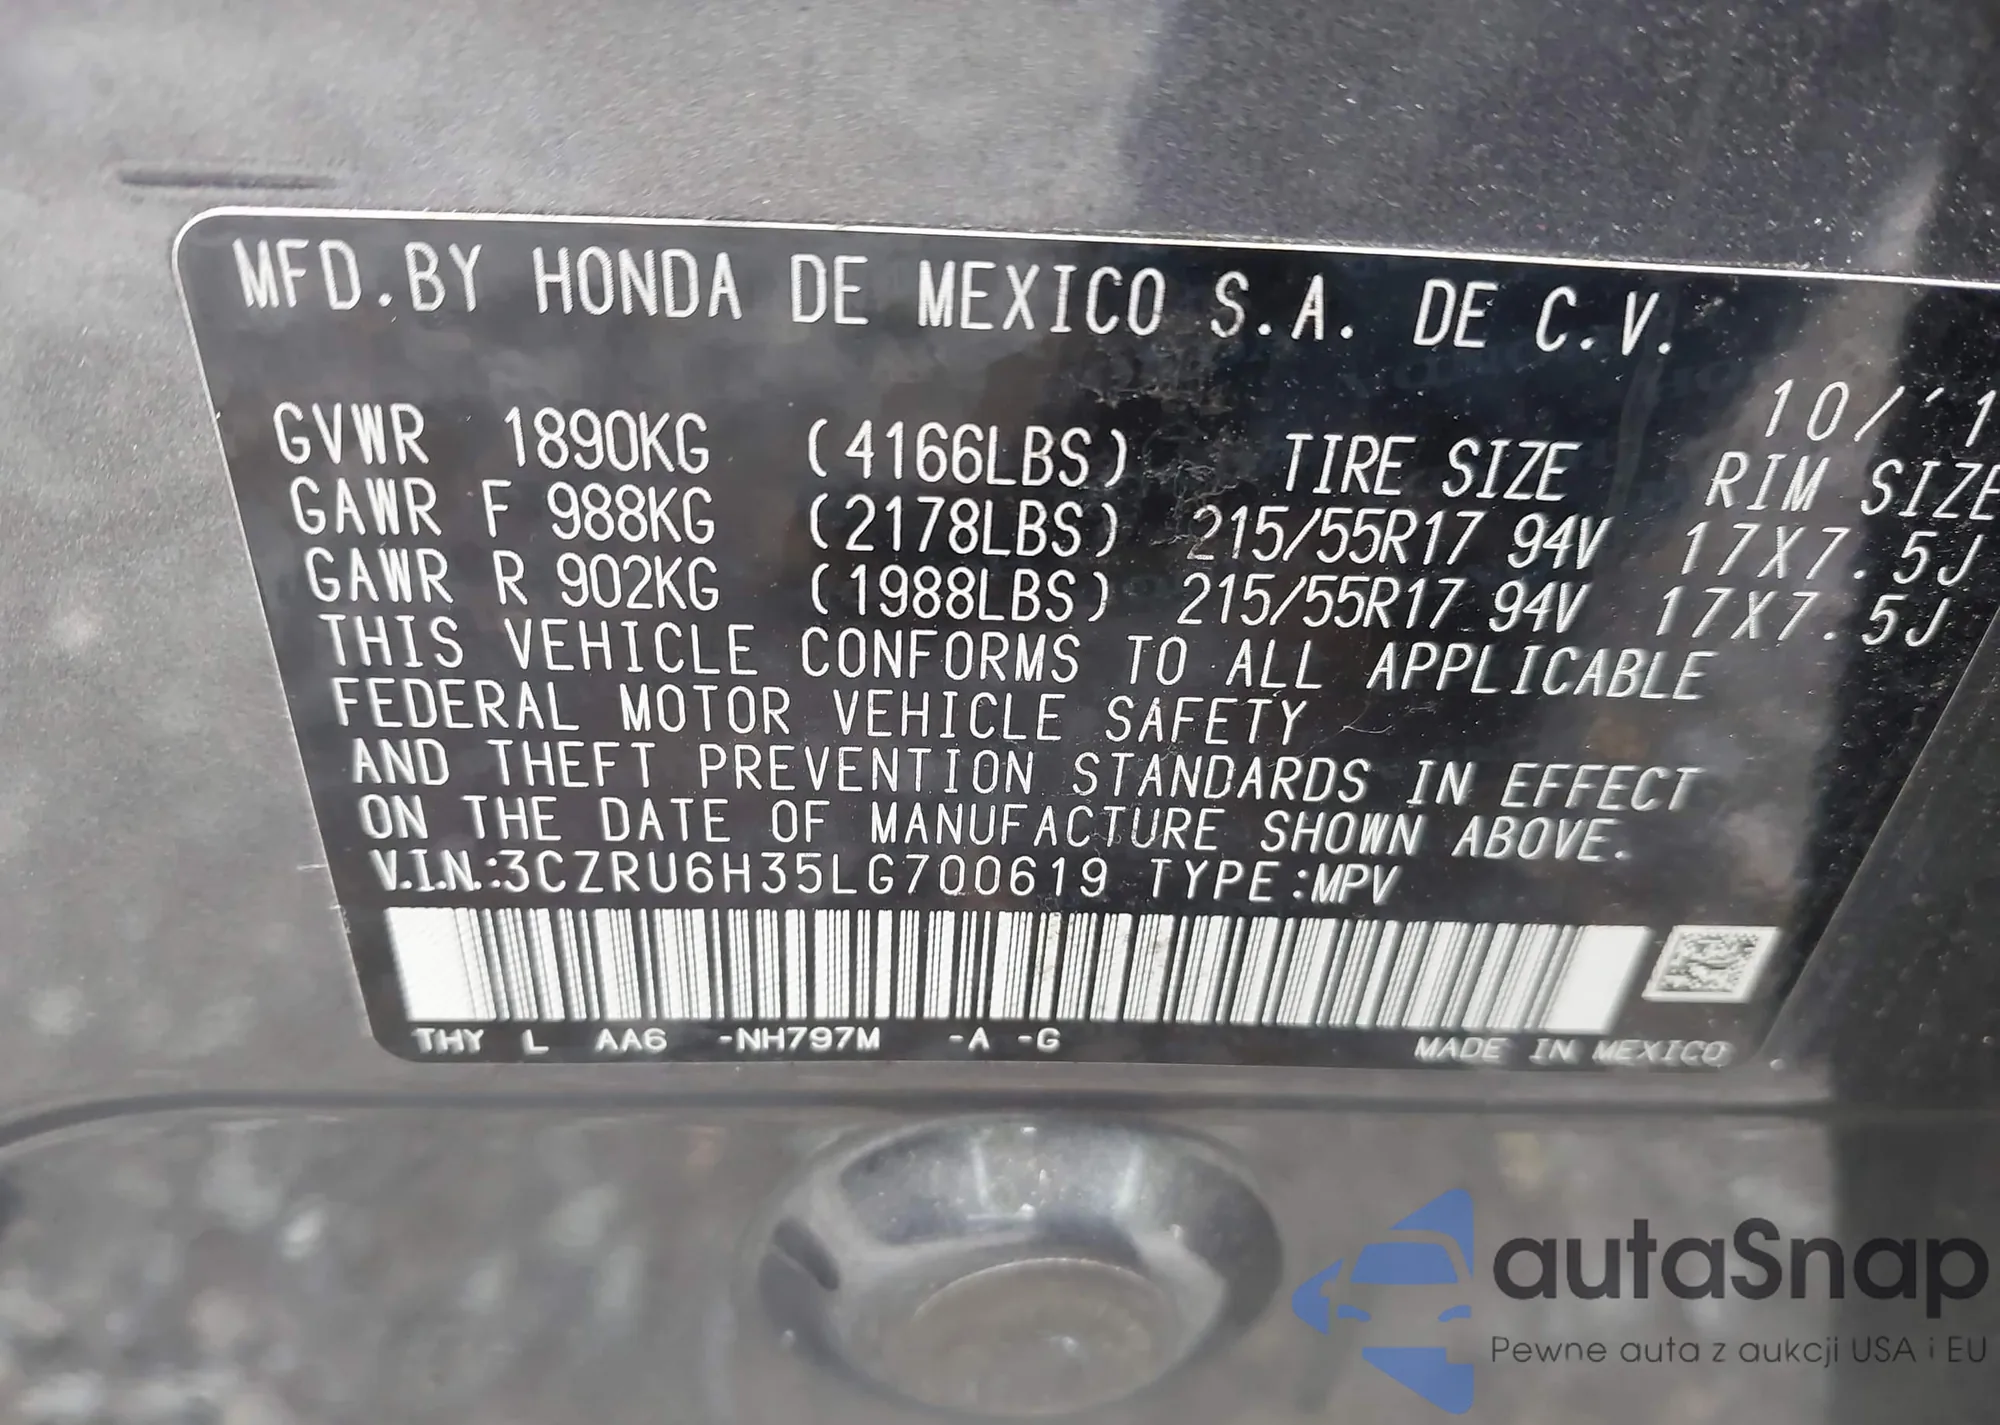 MFD.BY HONDA DE MEXICO S.A. DE C.V.
10/'1
GVWR 1890KG (4166LBS) TIRE SIZE RIM SIZE
GAWR F 988KG (2178LBS) 215/55R17 94V 17X7.5J
GAWR R 902KG (1988LBS) 215/55R17 94V 17X7.5J
THIS VEHICLE CONFORMS TO ALL APPLICABLE
FEDERAL MOTOR VEHICLE SAFETY
AND THEFT PREVENTION STANDARDS IN EFFECT
ON THE DATE OF MANUFACTURE SHOWN ABOVE.
V.I.N.:3CZRU6H35LG700619 TYPE:MPV
THY L AA6 -NH797M -A -G MADE IN MEXICO
autaSnap
Pewne auta z aukcji USA i EU